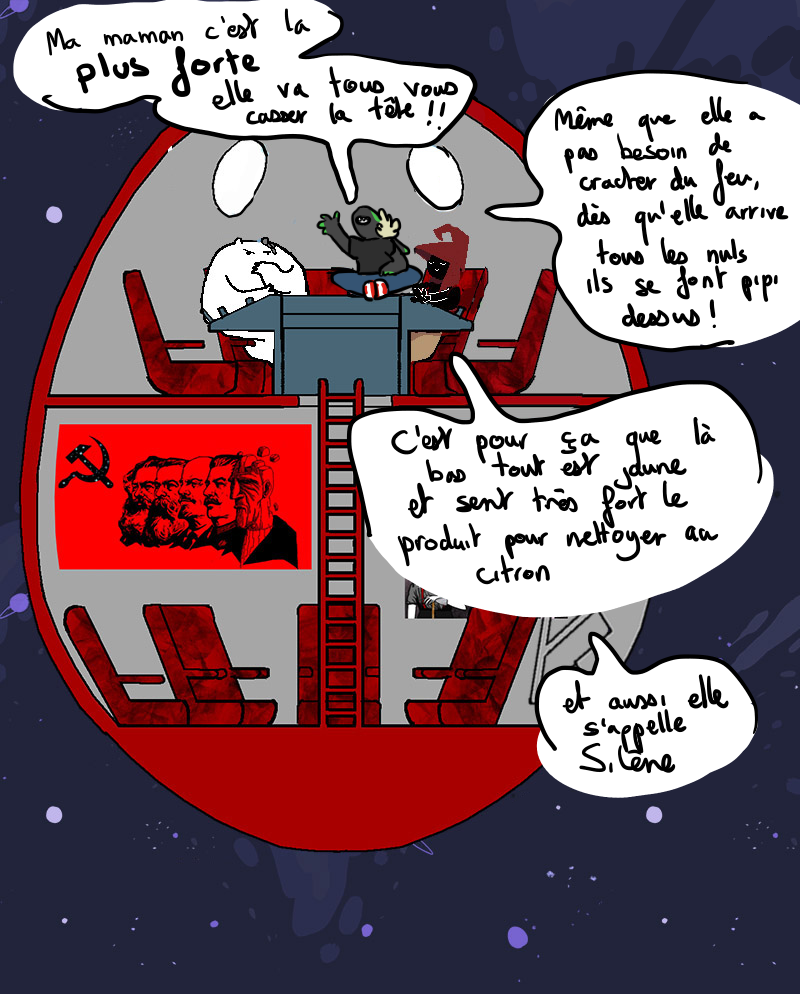 Ma maman c'est la
plus forte
elle va tous vous
casser la tête !!
Même que elle a
pas besoin de
cracher du feu,
dès qu'elle arrive
tous les nuls
ils se font pipi
dessus !
C'est pour ça que là
bas tout est jaune
et sent très fort le
produit pour nettoyer au
citron
et aussi elle
s'appelle
Silène